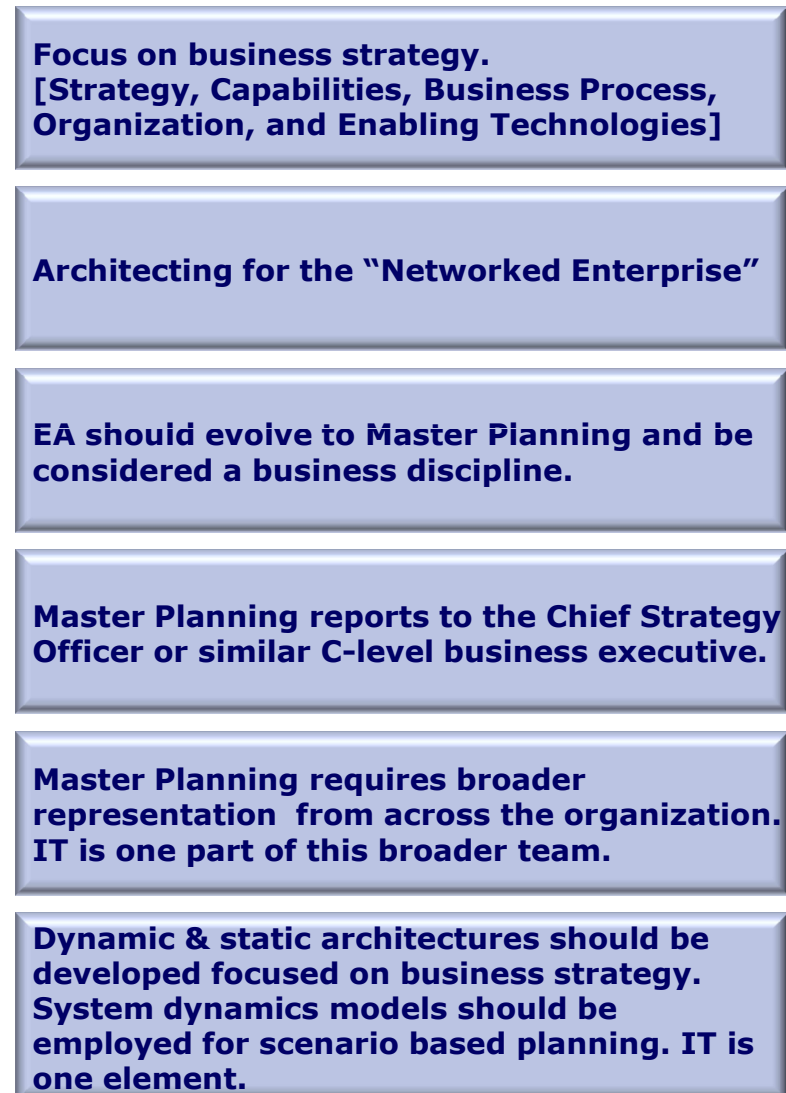 Focus on business strategy.
[Strategy, Capabilities, Business Process,
Organization, and Enabling Technologies]
Architecting for the “Networked Enterprise”
EA should evolve to Master Planning and be
considered a business discipline.
Master Planning reports to the Chief Strategy
Officer or similar C-level business executive.
Master Planning requires broader
representation  from across the organization.
IT is one part of this broader team.
Dynamic & static architectures should be
developed focused on business strategy.
System dynamics models should be
employed for scenario based planning. IT is
one element.